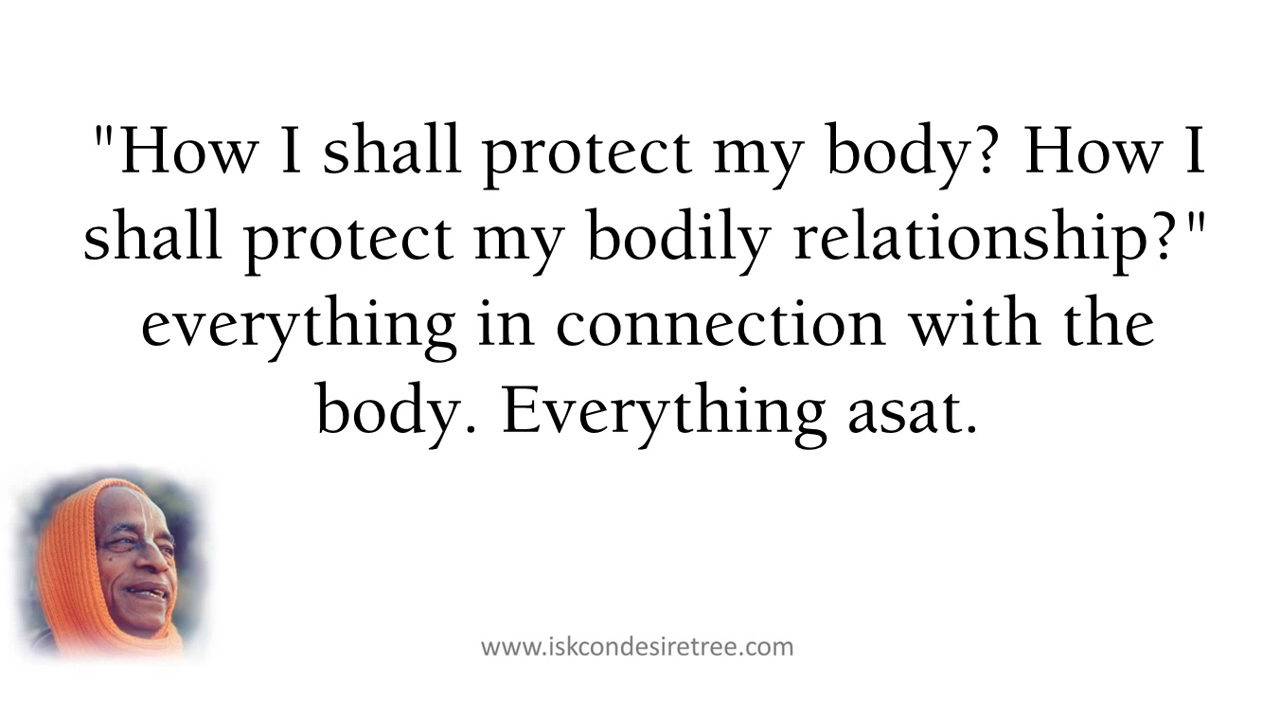 "How I shall protect my body? How I
shall protect my bodily relationship?"
everything in connection with the
body. Everything asat.
www.iskcondesiretree.com